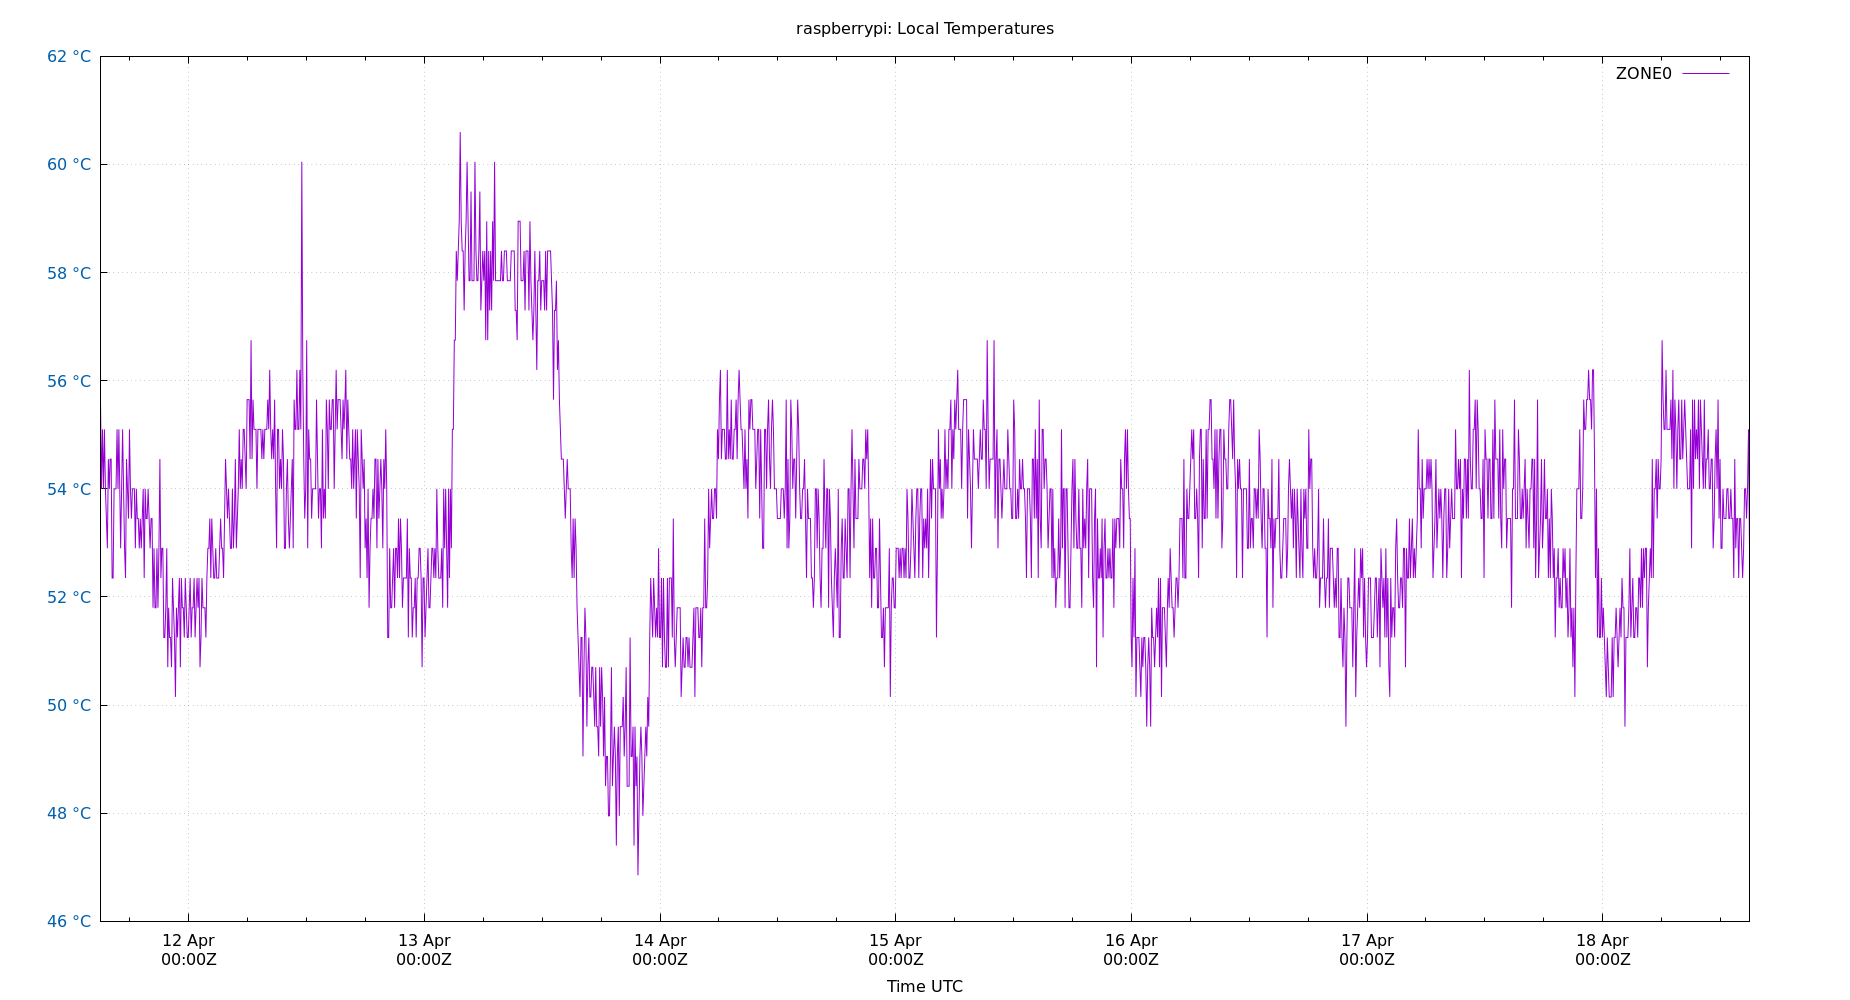 raspberrypi: Local Temperatures
62 °C
ZONE0
60 °C
58 °C
56 °C
54 °C
52 °C
50 °C
48 °C
46 °C
12 Apr 13 Apr 14 Apr 15 Apr 16 Apr 17 Apr 18 Apr
00:00Z 00:00Z 00:00Z 00:00Z 00:00Z 00:00Z 00:00Z
Time UTC